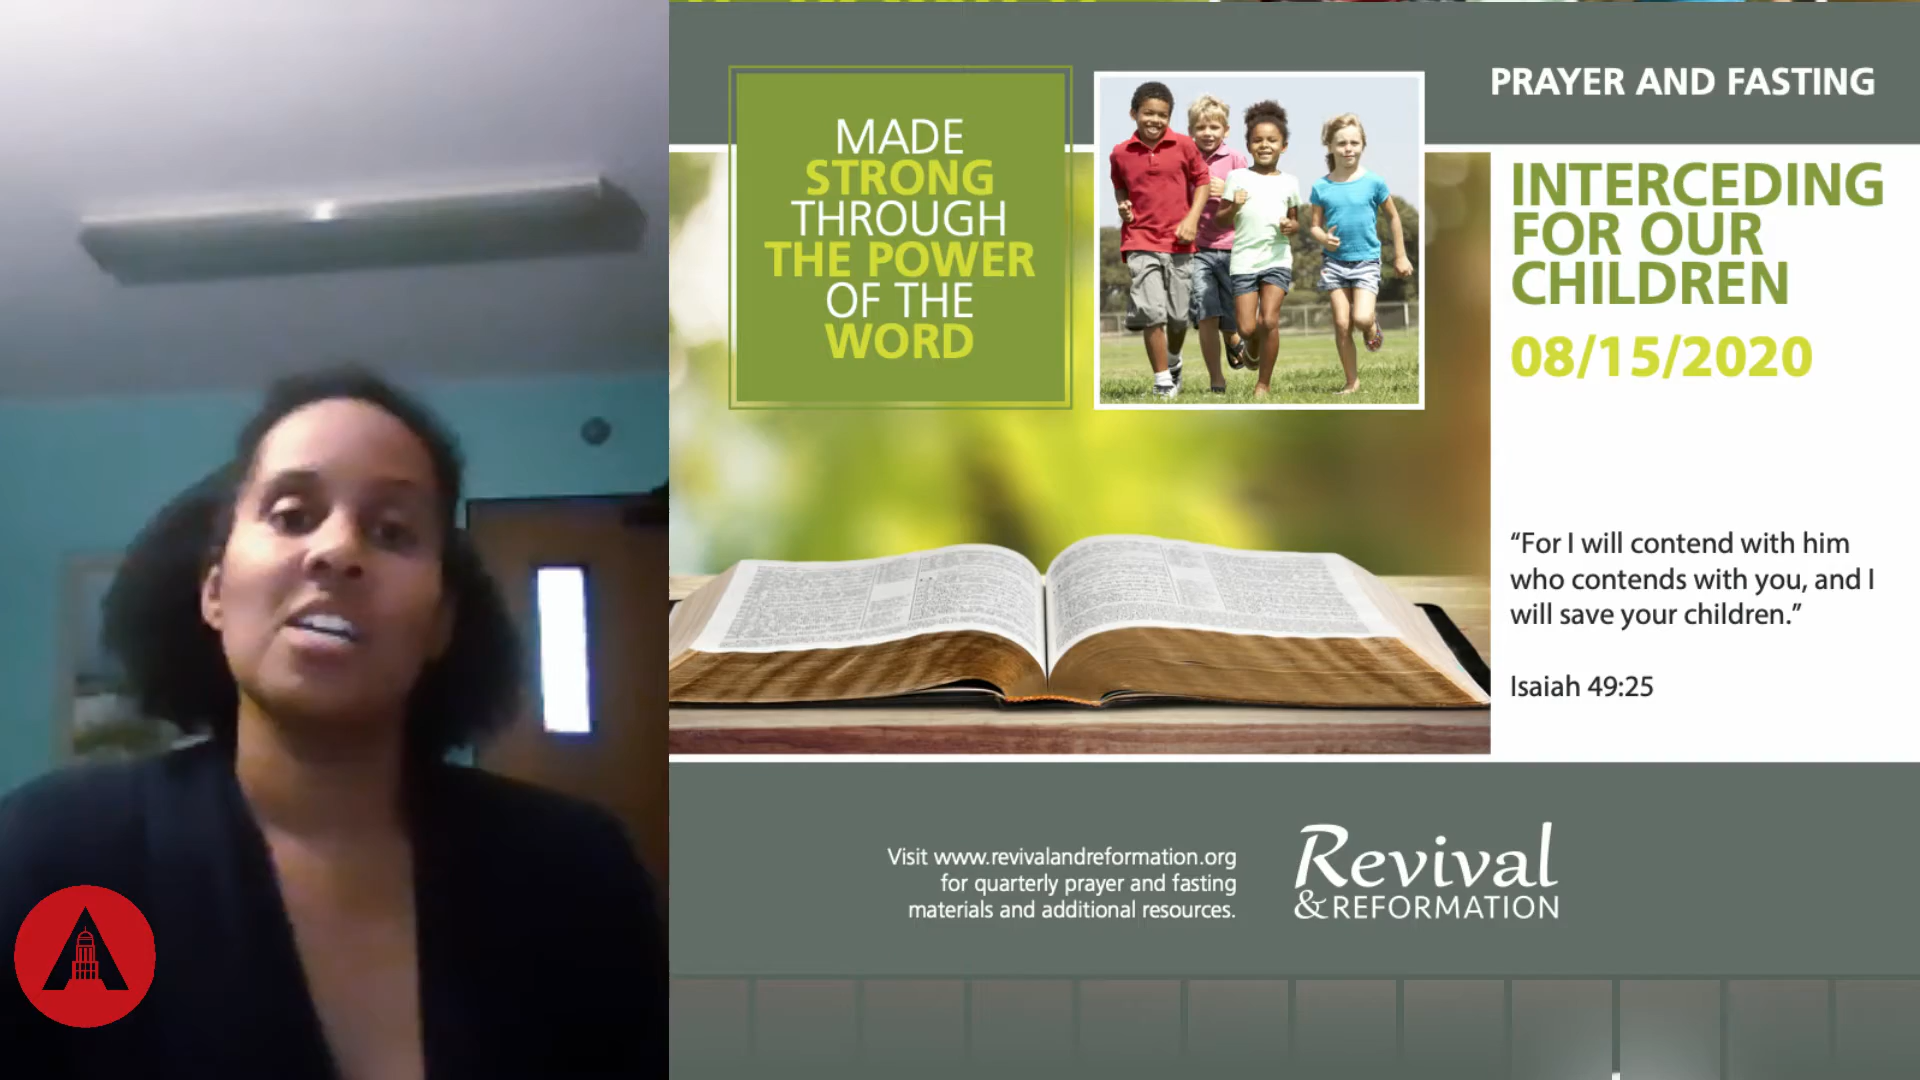 PRAYER AND FASTING
MADE
STRONG
THROUGH
THE POWER
OF THE
WORD
INTERCEDING
FOR OUR
CHILDREN
08/15/2020
“For I will contend with him
who contends with you, and I
will save your children.”
Isaiah 49:25
Visit www.revivalandreformation.org
for quarterly prayer and fasting
materials and additional resources.
Revival
& REFORMATION